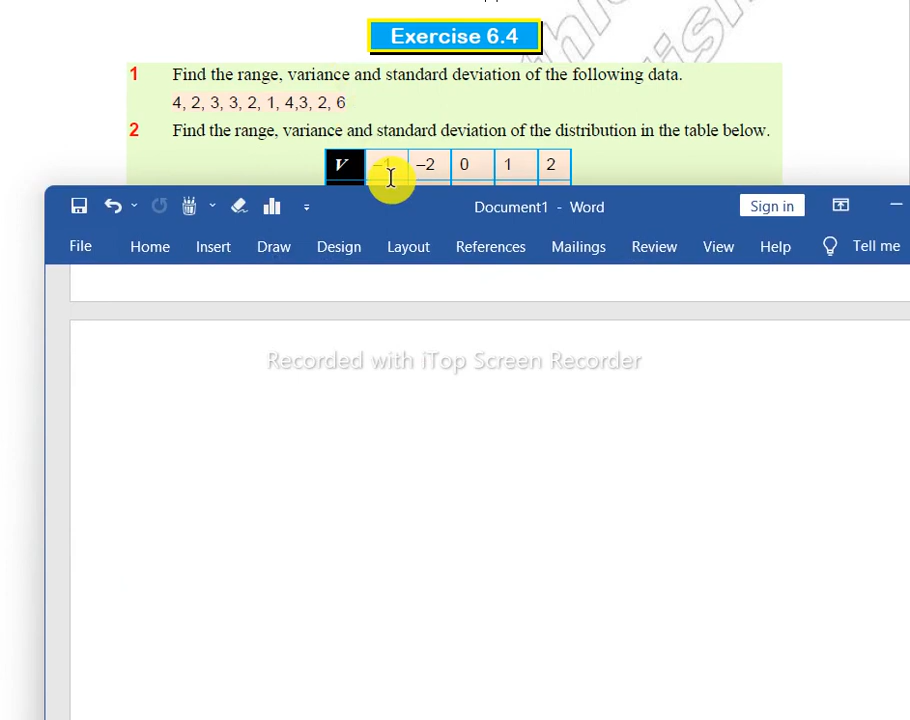 Exercise 6.4
1 Find the range, variance and standard deviation of the following data.
4, 2, 3, 3, 2, 1, 4,3, 2, 6
2 Find the range, variance and standard deviation of the distribution in the table below.
V –1 –2 0 1 2
Document1 - Word
Sign in
File Home Insert Draw Design Layout References Mailings Review View Help Tell me
Recorded with iTop Screen Recorder